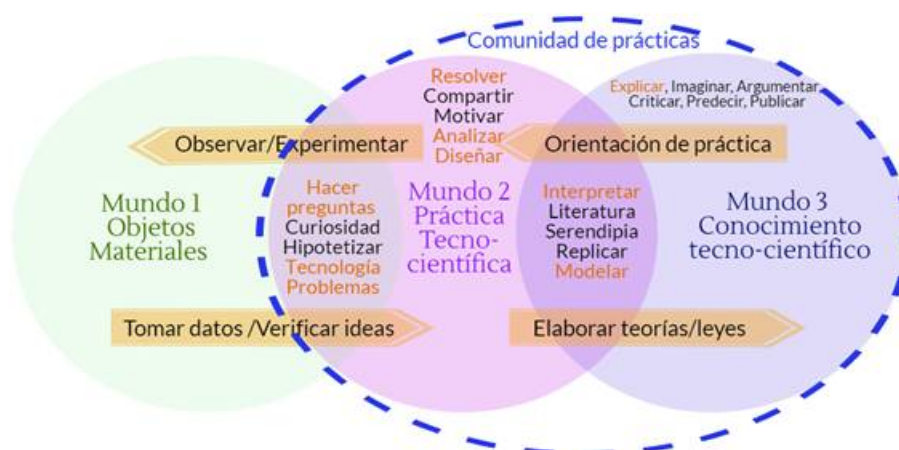 Comunidad de prácticas
Resolver
Compartir
Motivar
Analizar
Diseñar
Explicar, Imaginar, Argumentar
Criticar, Predecir, Publicar
Observar/Experimentar
Orientación de práctica
Mundo 1
Objetos
Materiales
Hacer
preguntas
Curiosidad
Hipotetizar
Tecnología
Problemas
Mundo 2
Práctica
Tecno-
científica
Interpretar
Literatura
Serendipia
Replicar
Modelar
Mundo 3
Conocimiento
tecno-científico
Tomar datos /Verificar ideas
Elaborar teorías/leyes